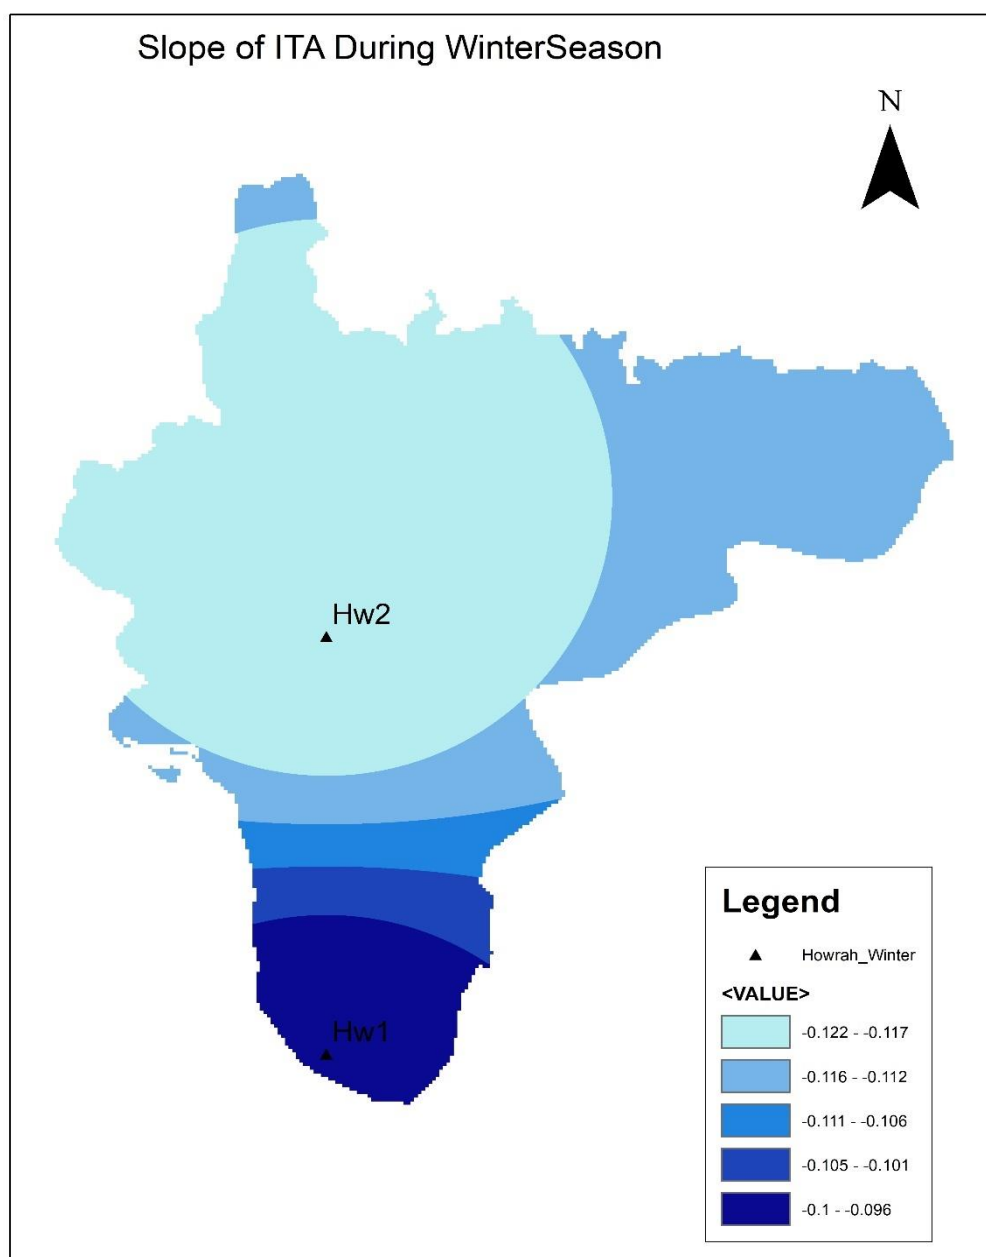 Slope of ITA During WinterSeason
N
Hw2
Hw1
Legend
Howrah_Winter
<VALUE>
-0.122 - -0.117
-0.116 - -0.112
-0.111 - -0.106
-0.105 - -0.101
-0.1 - -0.096